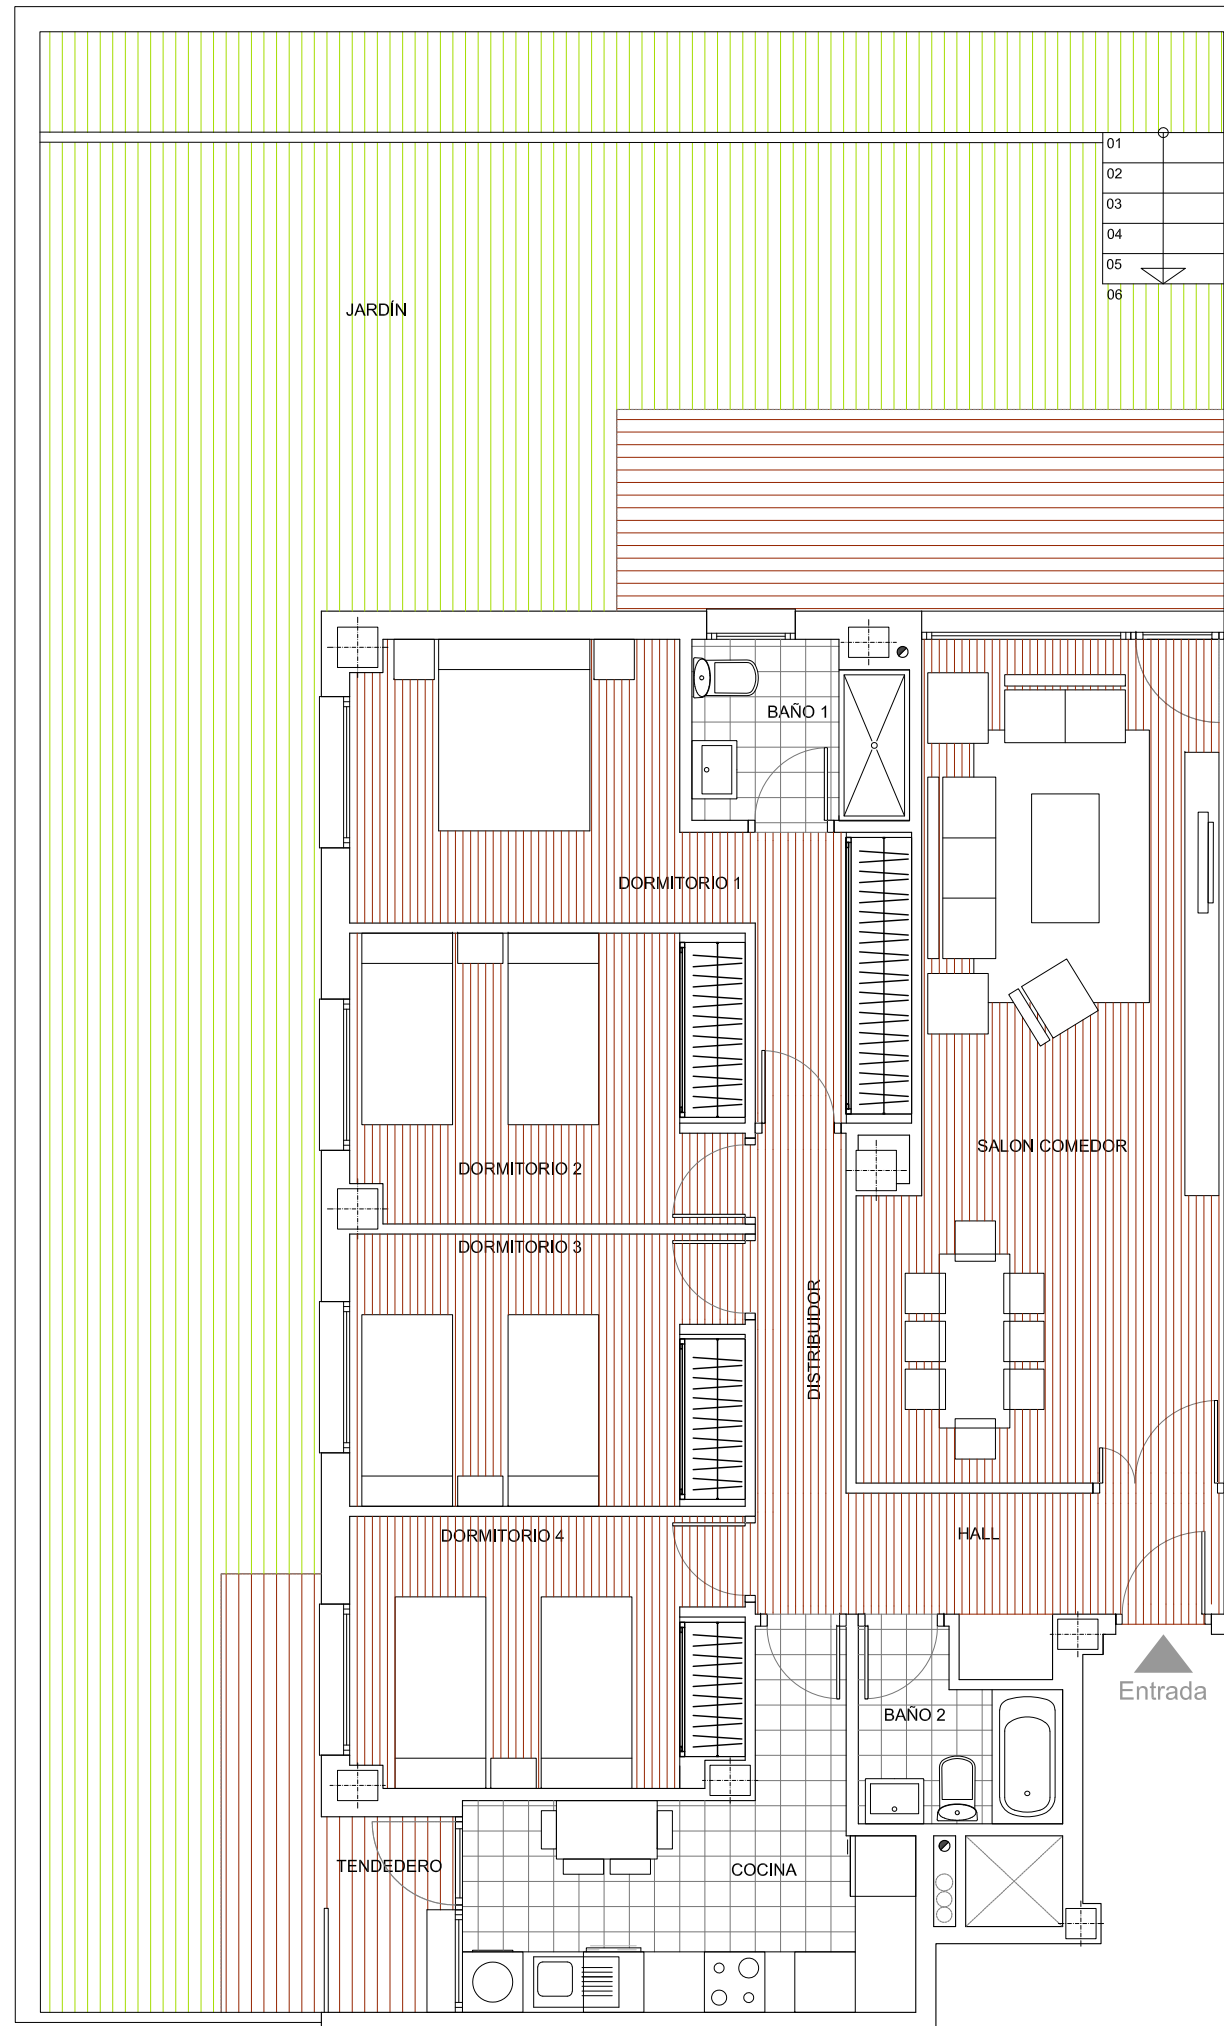 01
02
03
04
05
06
JARDÍN
BAÑO 1
DORMITORIO 1
SALON COMEDOR
DORMITORIO 2
DORMITORIO 3
DISTRIBUIDOR
DORMITORIO 4
HALL
Entrada
BAÑO 2
TENDEDERO
COCINA